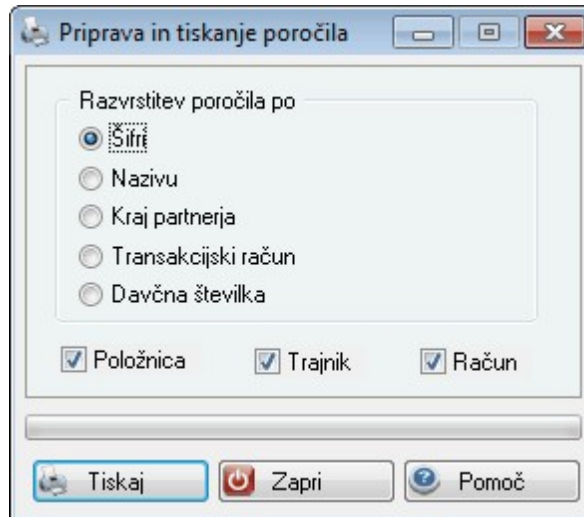 Priprava in tiskanje poročila
Razvrstitev poročila po
Šifri
Nazivu
Kraj partnerja
Transakcijski račun
Davčna številka
Položnica Trajnik Račun
Tiskaj Zapri Pomoč